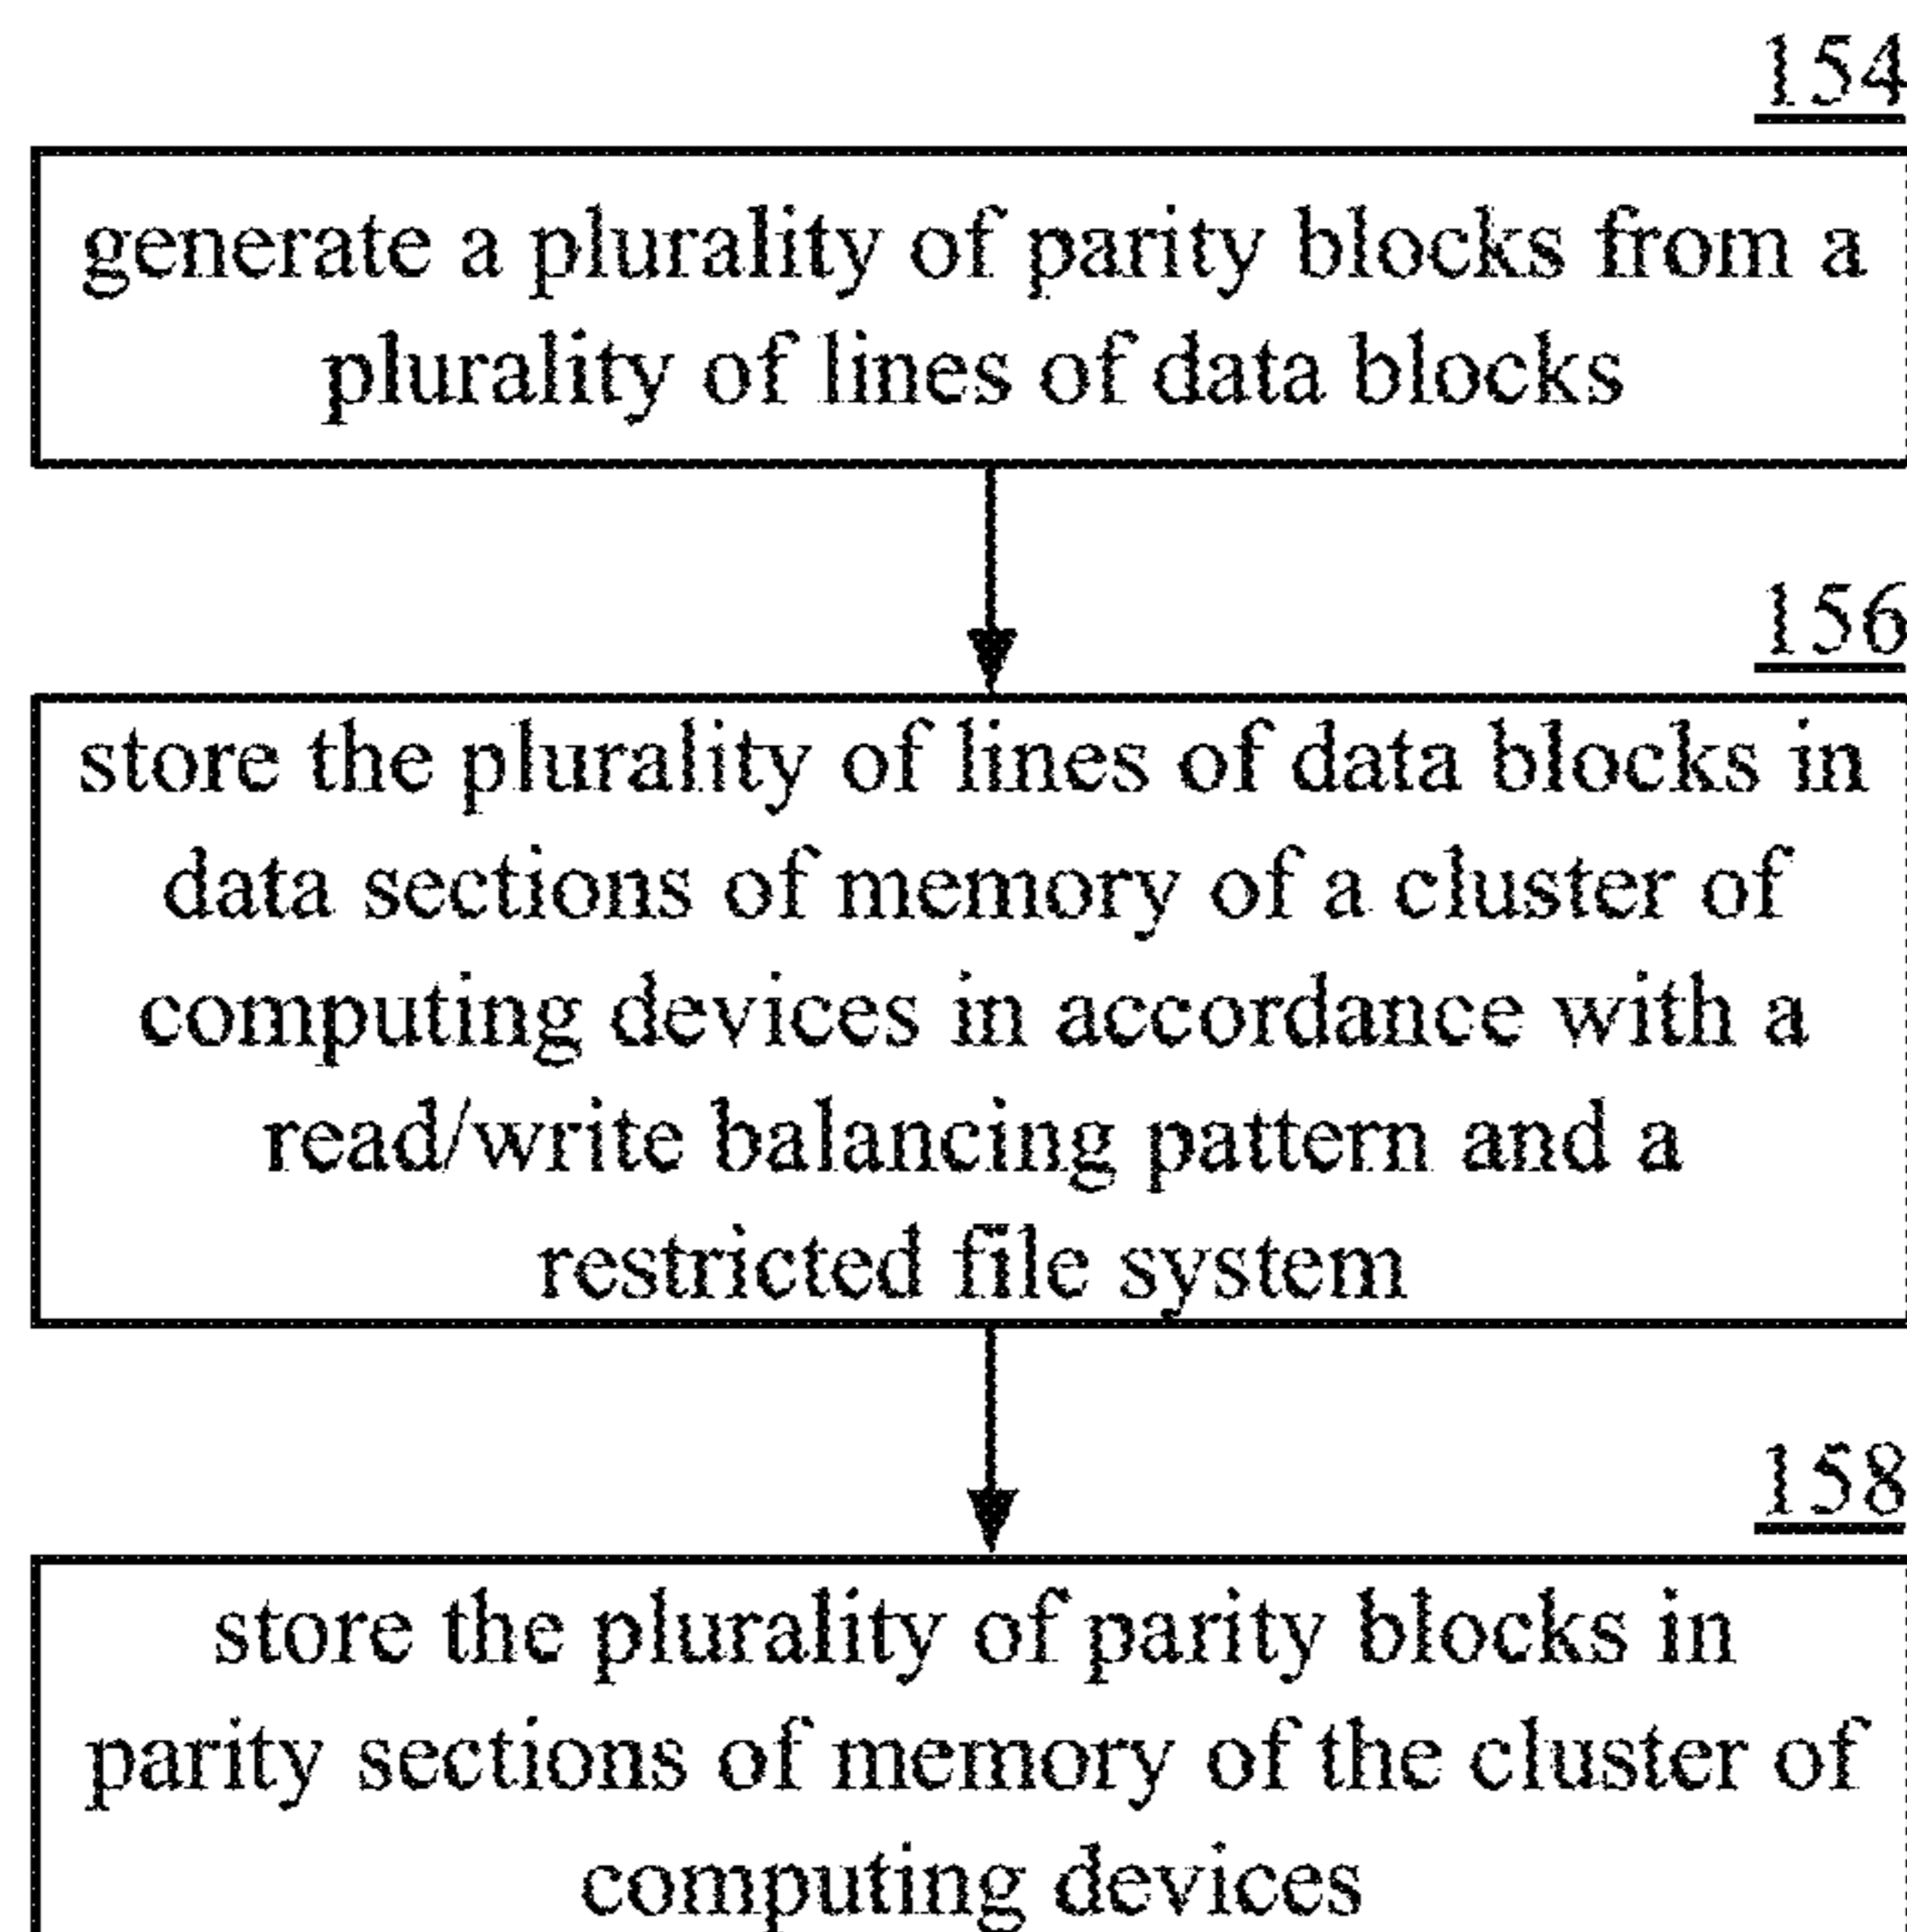 154
generate a plurality of parity blocks from a
plurality of lines of data blocks
156
store the plurality of lines of data blocks in
data sections of memory of a cluster of
computing devices in accordance with a
read/write balancing pattern and a
restricted file system
158
store the plurality of parity blocks in
parity sections of memory of the cluster of
computing devices